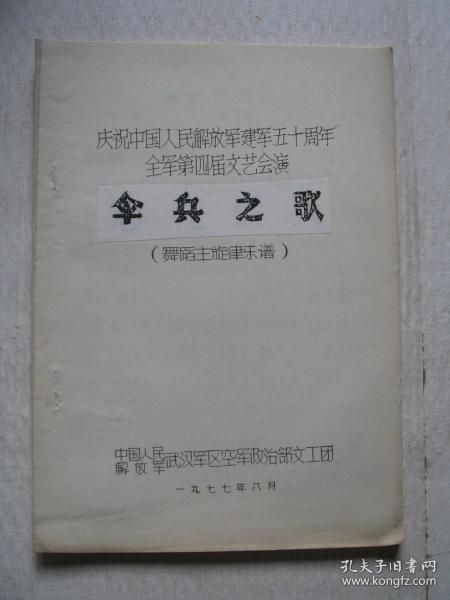 庆祝中国人民解放军建军五十周年
全军第四届文艺会演
伞兵之歌
(舞蹈主旋律乐谱)
中国人民
解放军武汉军区空军政治部文工团
一九七七年八月
孔夫子旧书网
www.kongfz.com